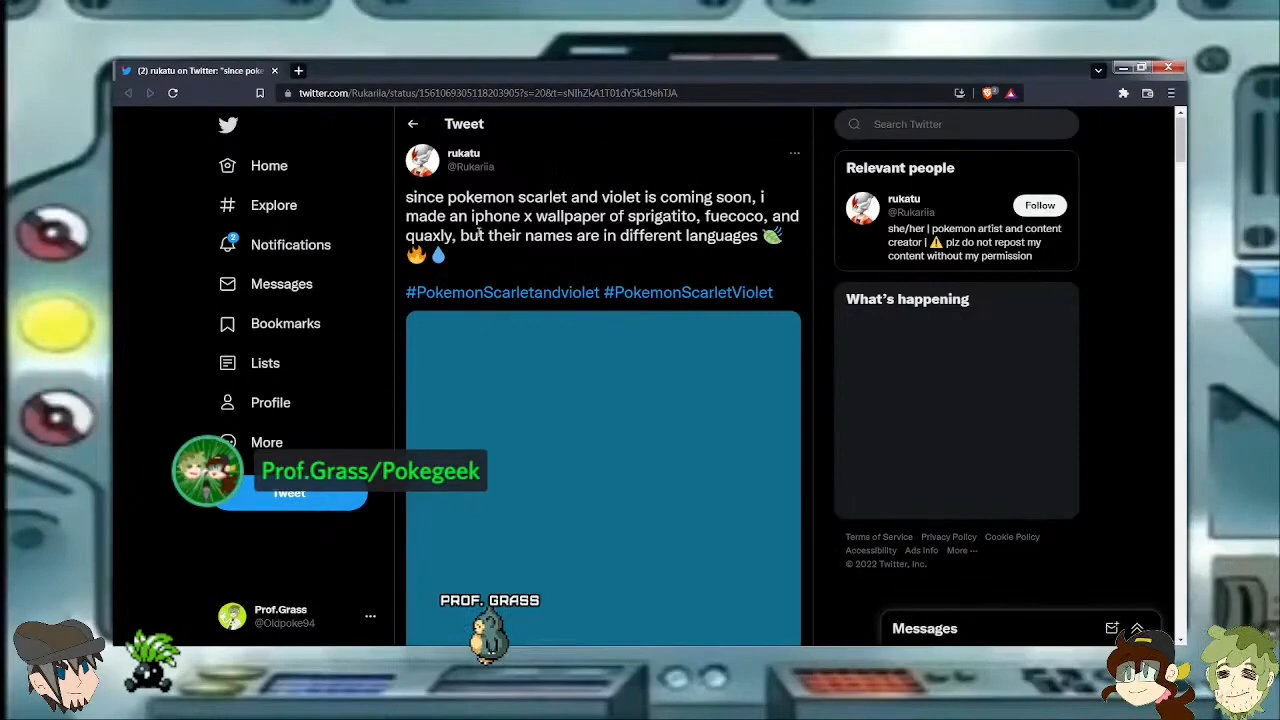 (2) rukatu on Twitter: "since poke
twitter.com/Rukariia/status/1561069305118203905?s=20&t=sNIhZkA1T01dY5k19ehTJA
Tweet
Search Twitter
Home
Explore
2
Notifications
Messages
Bookmarks
Lists
Profile
More
Tweet
Prof.Grass
@Oldpoke94
rukatu
@Rukariia
since pokemon scarlet and violet is coming soon, i
made an iphone x wallpaper of sprigatito, fuecoco, and
quaxly, but their names are in different languages
#PokemonScarletandviolet #PokemonScarletViolet
Relevant people
rukatu
@Rukariia
Follow
she/her | pokemon artist and content
creator | ⚠ plz do not repost my
content without my permission
What's happening
Terms of Service Privacy Policy Cookie Policy
Accessibility Ads Info More ···
© 2022 Twitter, Inc.
Messages
Prof.Grass/Pokegeek
PROF. GRASS